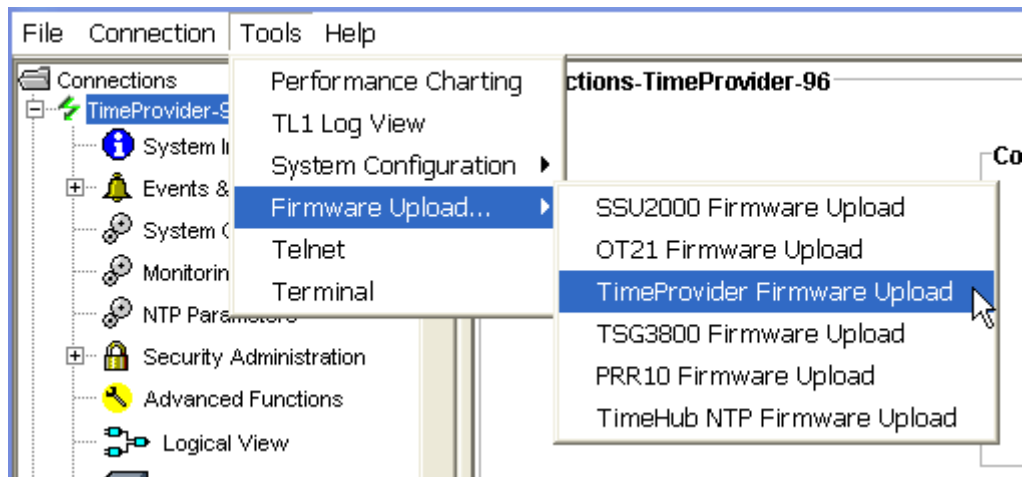 File Connection Tools Help
Connections
TimeProvider-9
System I
Events &
System
Monitorin
NTP Para
Security Administration
Advanced Functions
Logical View
Performance Charting
TL1 Log View
System Configuration
Firmware Upload...
Telnet
Terminal
ctions-TimeProvider-96
Co
SSU2000 Firmware Upload
OT21 Firmware Upload
TimeProvider Firmware Upload
TSG3800 Firmware Upload
PRR10 Firmware Upload
TimeHub NTP Firmware Upload